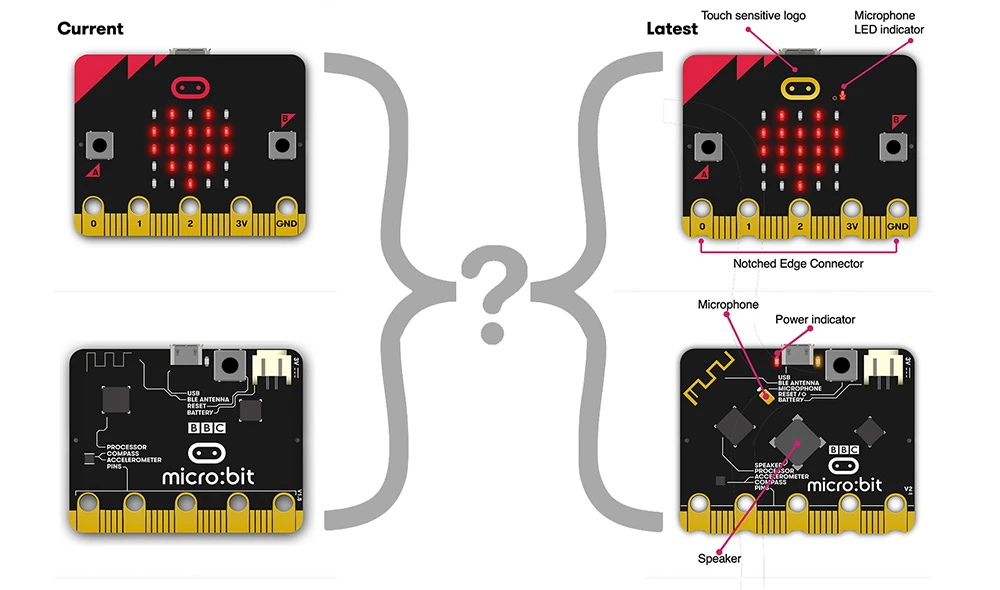 Current
A
B
0 1 2 3V GND
USB
BLE ANTENNA
RESET
BATTERY
3V
BBC
micro:bit
PROCESSOR
COMPASS
ACCELEROMETER
PINS
V1.5
?
Latest
Touch sensitive logo
Microphone
LED indicator
A
B
0 1 2 3V GND
Notched Edge Connector
Microphone
Power indicator
USB
BLE ANTENNA
MICROPHONE
RESET/
BATTERY
3V
BBC
micro:bit
SPEAKER
PROCESSOR
ACCELEROMETER
COMPASS
PINS
V2
Speaker